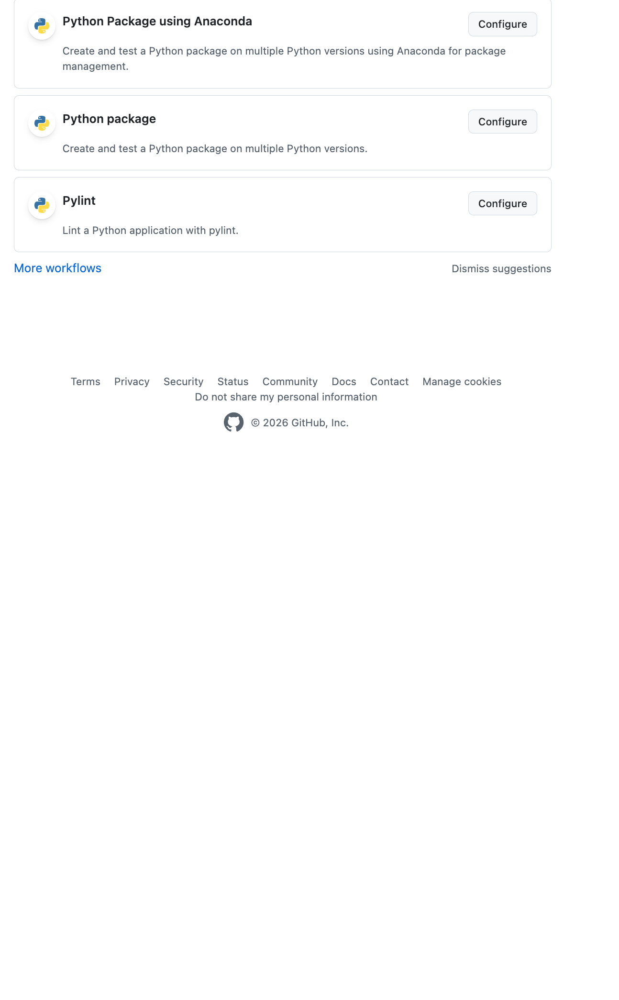 Python Package using Anaconda
Configure
Create and test a Python package on multiple Python versions using Anaconda for package
management.
Python package
Configure
Create and test a Python package on multiple Python versions.
Pylint
Configure
Lint a Python application with pylint.
More workflows
Dismiss suggestions
Terms Privacy Security Status Community Docs Contact Manage cookies
Do not share my personal information
© 2026 GitHub, Inc.